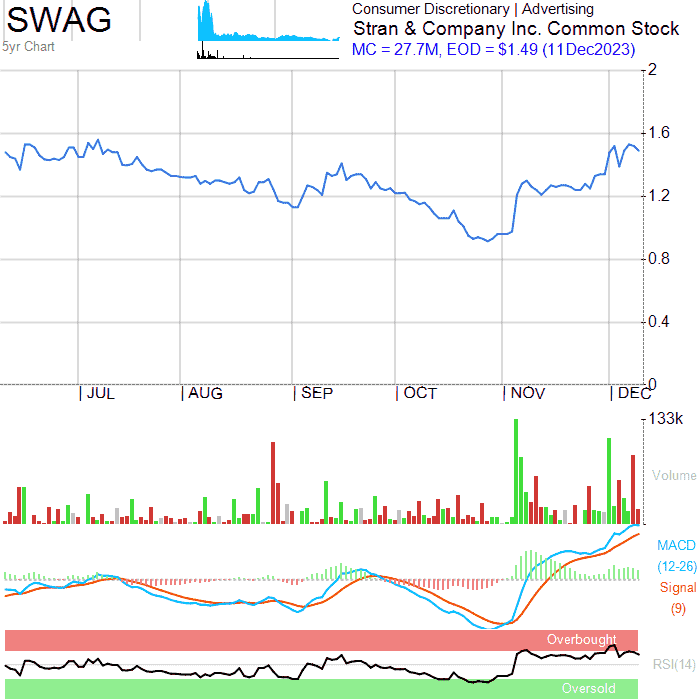 SWAG
5yr Chart
Consumer Discretionary | Advertising
Stran & Company Inc. Common Stock
MC = 27.7M, EOD = $1.49 (11Dec2023)
2
1.6
1.2
0.8
0.4
0
| JUL | AUG | SEP | OCT | NOV | DEC
133k
Volume
MACD
(12-26)
Signal
(9)
Overbought
RSI(14)
Oversold